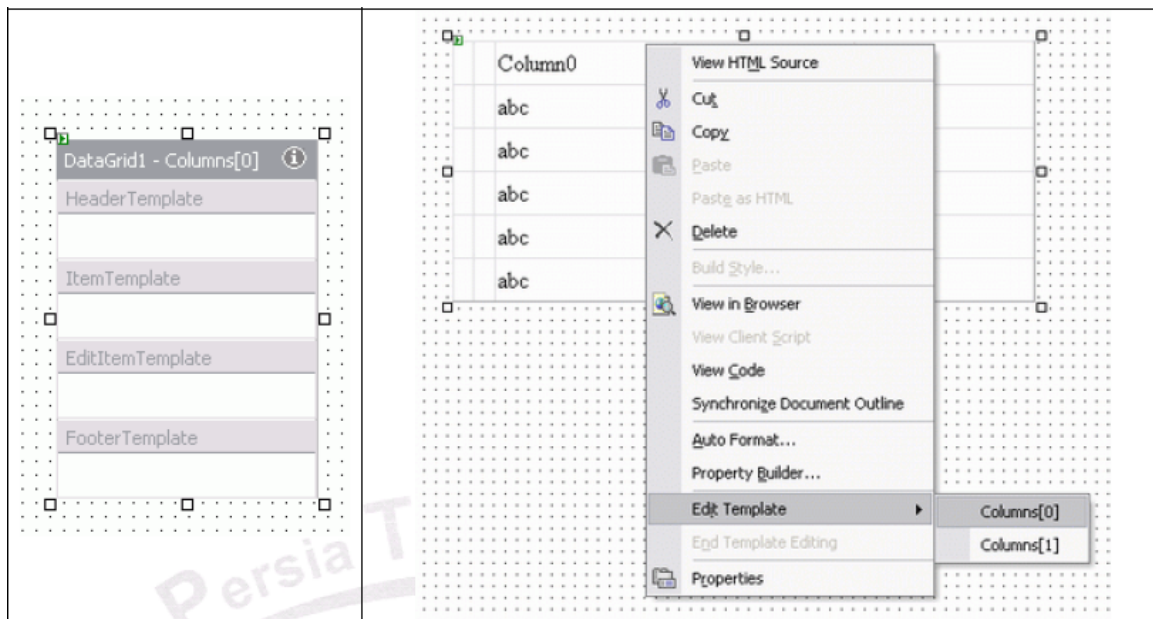 DataGrid1 - Columns[0]
HeaderTemplate
ItemTemplate
EditItemTemplate
FooterTemplate
Column0
abc
abc
abc
abc
abc
View HTML Source
Cut
Copy
Paste
Paste as HTML
Delete
Build Style...
View in Browser
View Client Script
View Code
Synchronize Document Outline
Auto Format...
Property Builder...
Edit Template
Columns[0]
End Template Editing
Columns[1]
Properties
Persia T